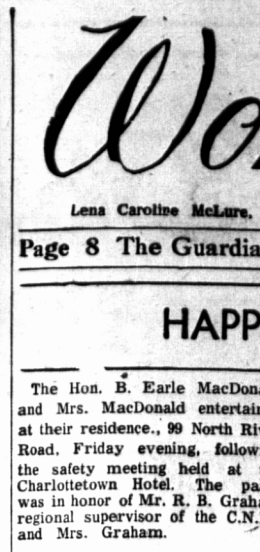 Wo
Lena Caroline McLure,
Page 8 The Guardia
HAPP
The Hon. B. Earle MacDon
and Mrs. MacDonald entertain
at their residence., 99 North Ri
Road, Friday evening, follow
the safety meeting held at
Charlottetown Hotel. The pa
was in honor of Mr. R. B. Grah
regional supervisor of the C.N.
and Mrs. Graham.